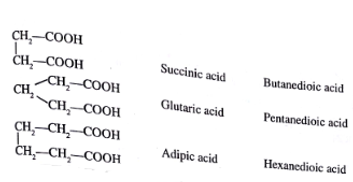 CH₂—COOH
CH₂—COOH Succinic acid Butanedioic acid
CH₂—COOH
CH₂
CH₂—COOH Glutaric acid Pentanedioic acid
CH₂—CH₂—COOH
CH₂—CH₂—COOH Adipic acid Hexanedioic acid